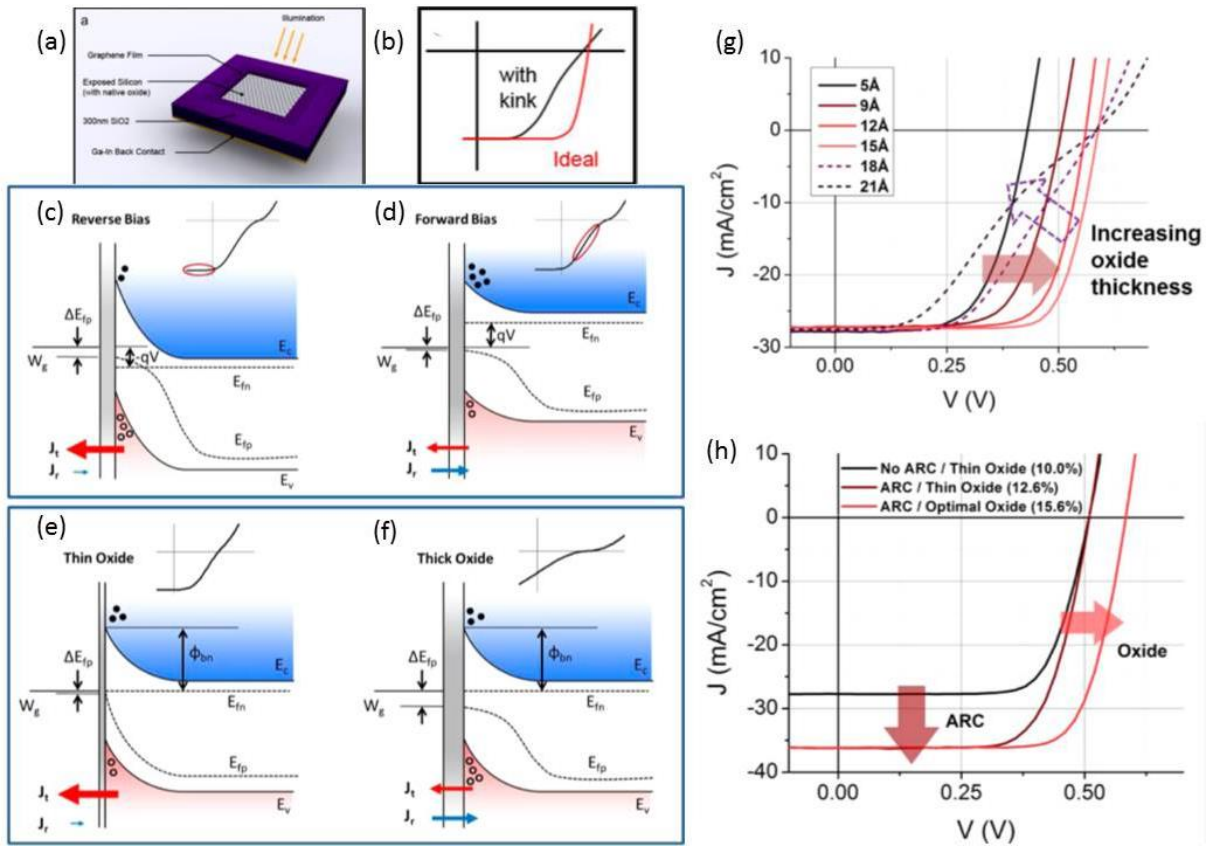 (a)
a
Illumination
Graphene Film
Exposed Silicon
(with native oxide)
300nm SiO2
Ga-In Back Contact
(b)
with
kink
Ideal
(c)
Reverse Bias
ΔEfp
Wg
-qV
Ec
Efn
Efp
Ev
Jt
Jr
(d)
Forward Bias
ΔEfp
Wg
qV
Ec
Efn
Efp
Ev
Jt
Jr
(e)
Thin Oxide
ΔEfp
Wg
ϕbn
Ec
Efn
Efp
Ev
Jt
Jr
(f)
Thick Oxide
ΔEfp
Wg
ϕbn
Ec
Efn
Efp
Ev
Jt
Jr
(g)
10
0
-10
-20
-30
J (mA/cm²)
5Å
9Å
12Å
15Å
18Å
21Å
Increasing
oxide
thickness
0.00
0.25
0.50
V (V)
(h)
10
0
-10
-20
-30
-40
J (mA/cm²)
No ARC / Thin Oxide (10.0%)
ARC / Thin Oxide (12.6%)
ARC / Optimal Oxide (15.6%)
Oxide
ARC
0.00
0.25
0.50
V (V)